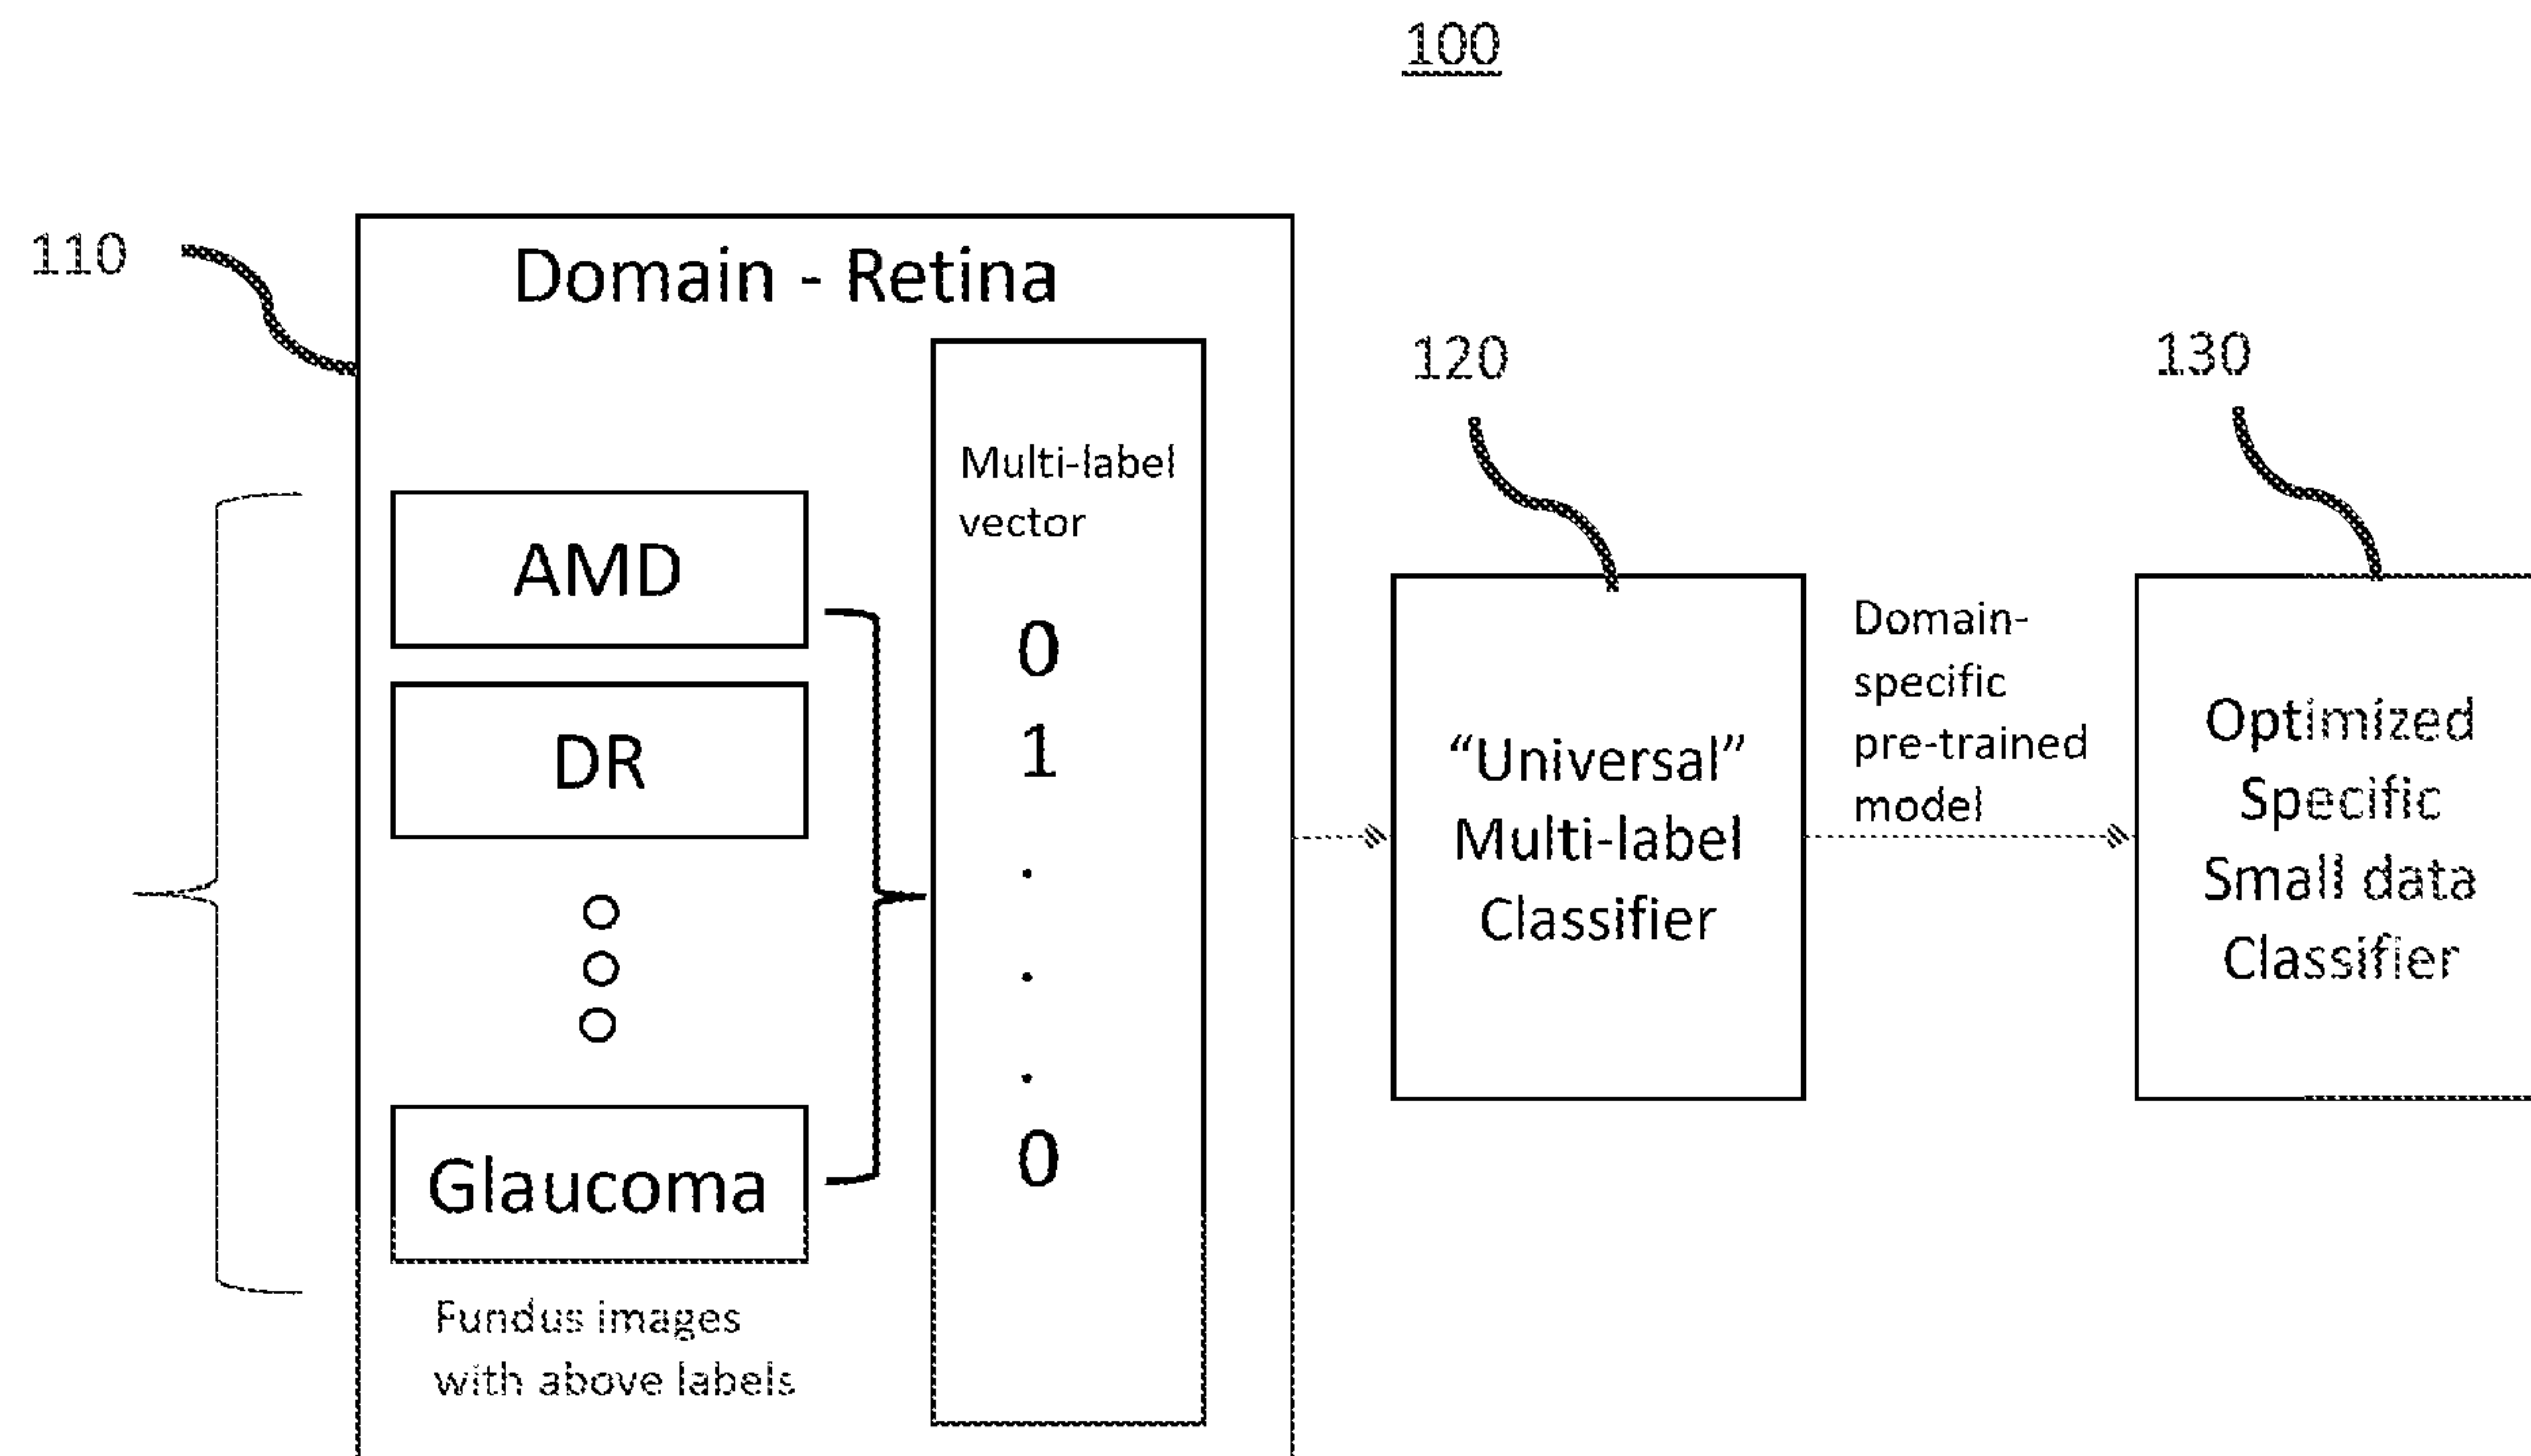 100
110
Domain - Retina
120
130
Multi-label
vector
AMD
DR
Glaucoma
0
1
.
.
.
0
Fundus images
with above labels
“Universal”
Multi-label
Classifier
Domain-
specific
pre-trained
model
Optimized
Specific
Small data
Classifier